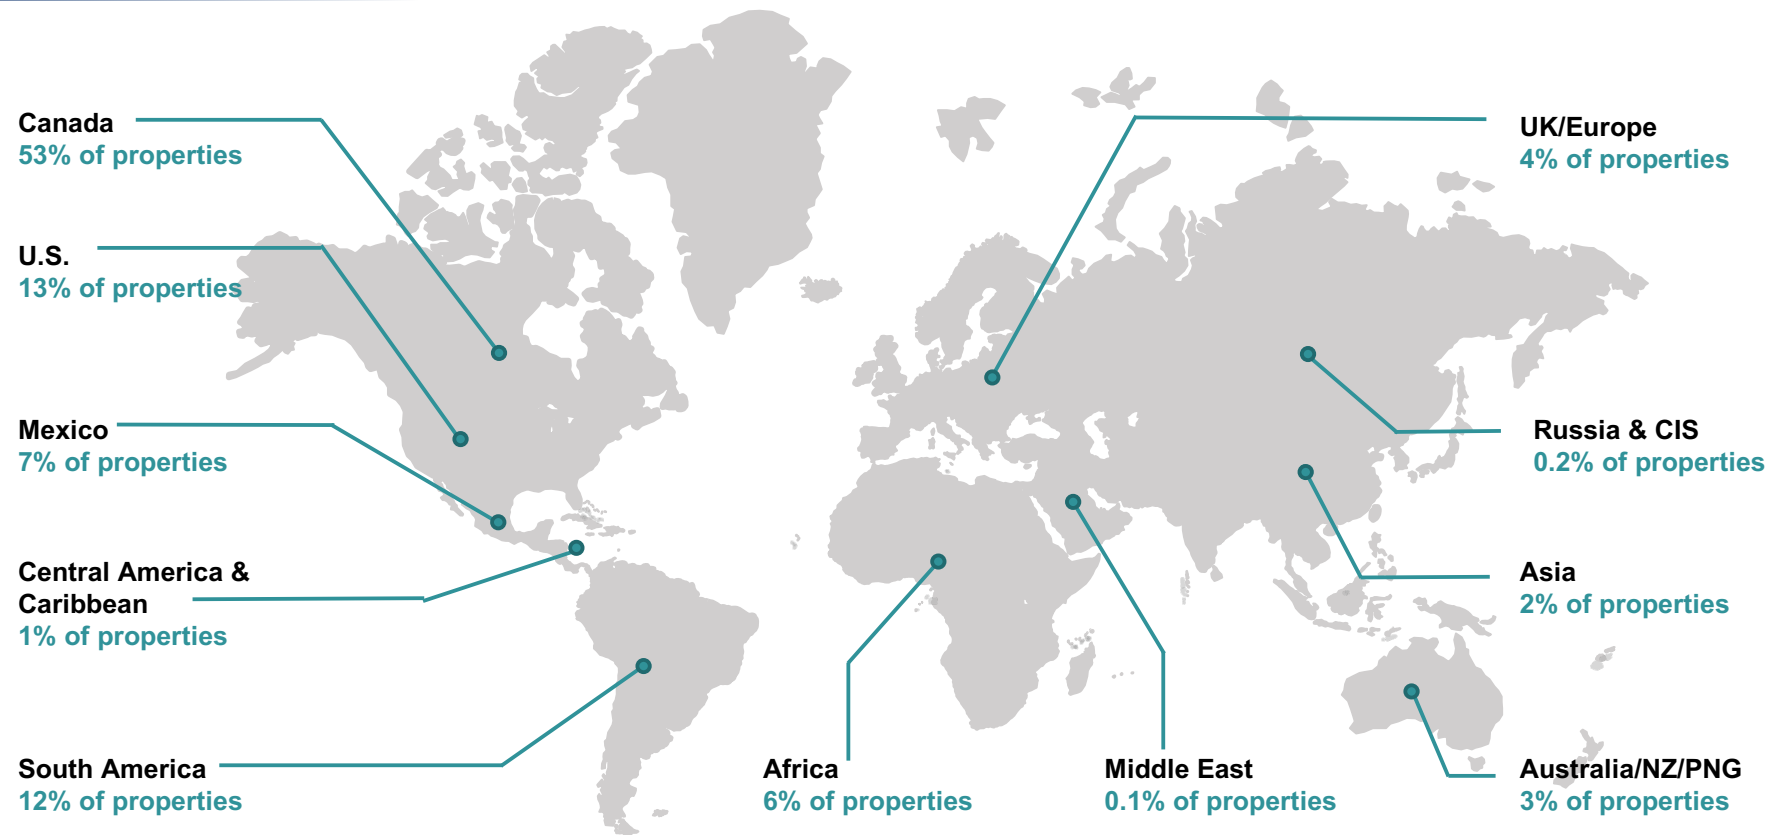 Canada
53% of properties
U.S.
13% of properties
Mexico
7% of properties
Central America &
Caribbean
1% of properties
South America
12% of properties
Africa
6% of properties
Middle East
0.1% of properties
UK/Europe
4% of properties
Russia & CIS
0.2% of properties
Asia
2% of properties
Australia/NZ/PNG
3% of properties